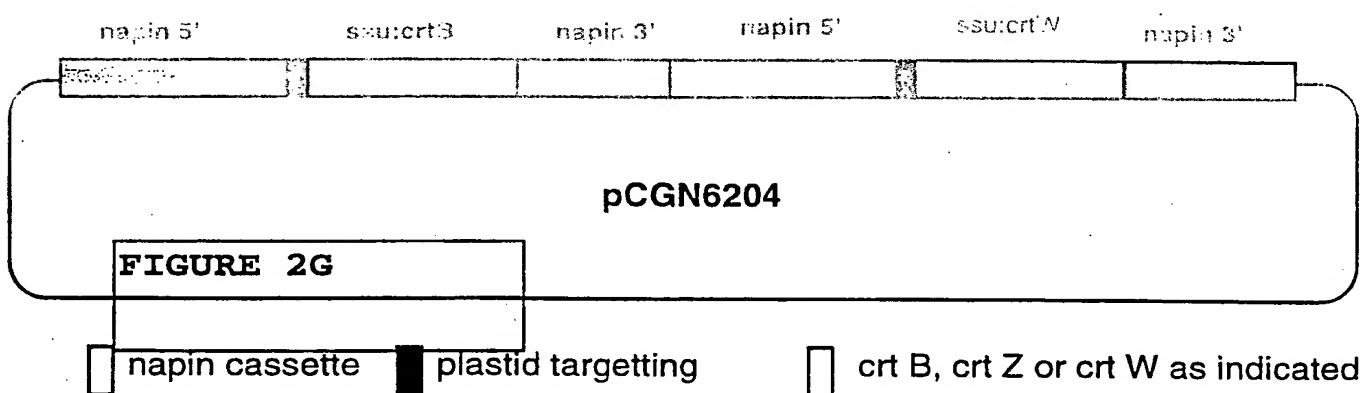 napin 5' ssu:crtB napin 3' napin 5' ssu:crtW napin 3'
pCGN6204
FIGURE 2G
napin cassette plastid targetting crt B, crt Z or crt W as indicated